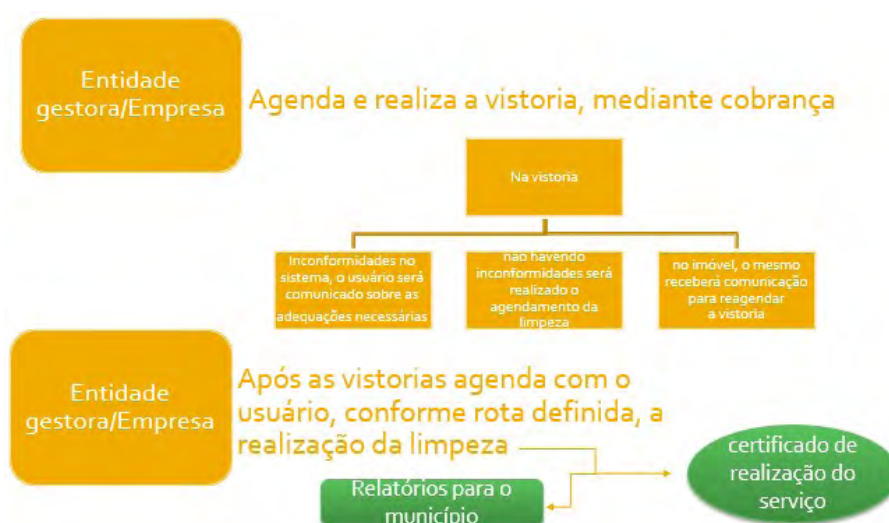 Entidade
gestora/Empresa
Agenda e realiza a vistoria, mediante cobrança
Na vistoria
Inconformidades no
sistema, o usuário será
comunicado sobre as
adequações necessárias
não havendo
inconformidades será
realizado o
agendamento da
limpeza
no imóvel, o mesmo
receberá comunicação
para reagendar
a vistoria
Entidade
gestora/Empresa
Após as vistorias agenda com o
usuário, conforme rota definida, a
realização da limpeza
certificado de
realização do
serviço
Relatórios para o
município